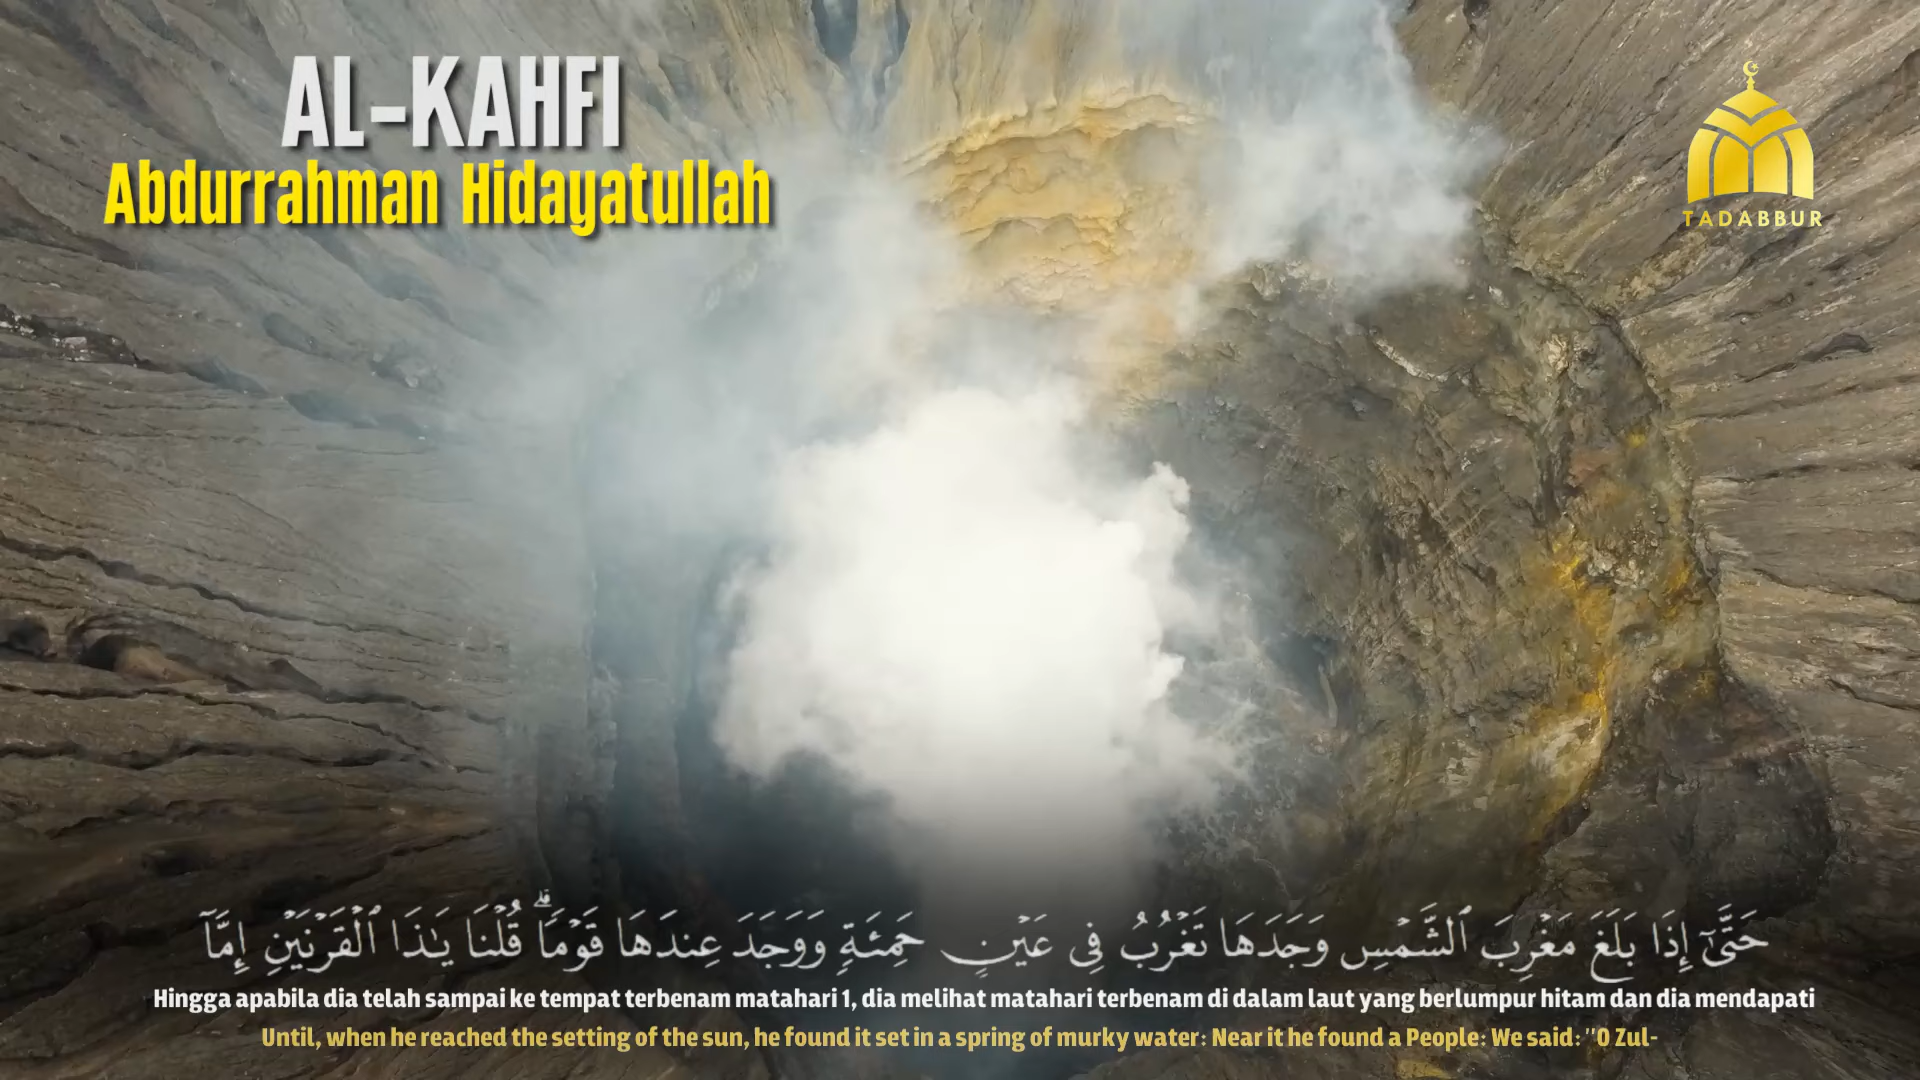 AL-KAHFI
Abdurrahman Hidayatullah
TADABBUR
حَتَّىٰٓ إِذَا بَلَغَ مَغْرِبَ ٱلشَّمْسِ وَجَدَهَا تَغْرُبُ فِى عَيْنٍ حَمِئَةٍ وَوَجَدَ عِندَهَا قَوْمًا ۗ قُلْنَا يَٰذَا ٱلْقَرْنَيْنِ إِمَّآ
Hingga apabila dia telah sampai ke tempat terbenam matahari 1, dia melihat matahari terbenam di dalam laut yang berlumpur hitam dan dia mendapati
Until, when he reached the setting of the sun, he found it set in a spring of murky water: Near it he found a People: We said: "O Zul-